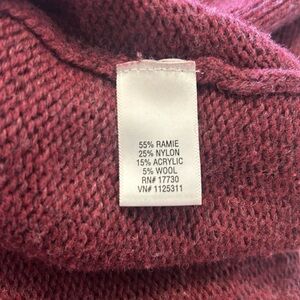 55% RAMIE
25% NYLON
15% ACRYLIC
5% WOOL
RN# 17730
VN# 1125311